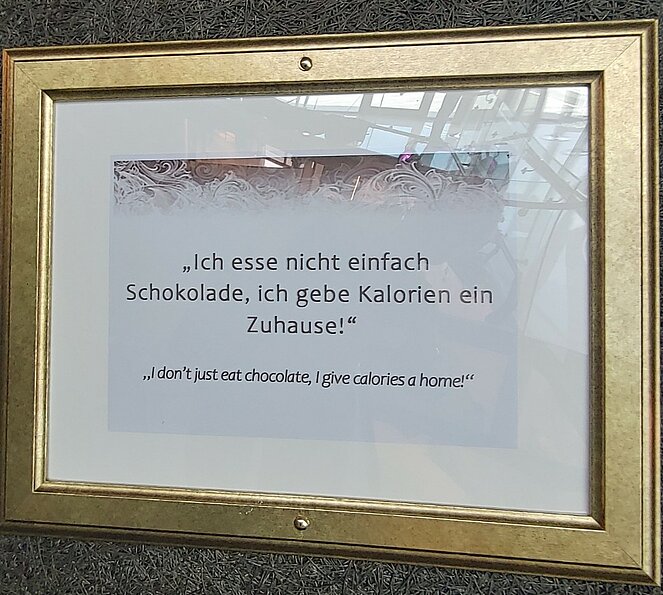 „Ich esse nicht einfach
Schokolade, ich gebe Kalorien ein
Zuhause!“
„I don’t just eat chocolate, I give calories a home!“